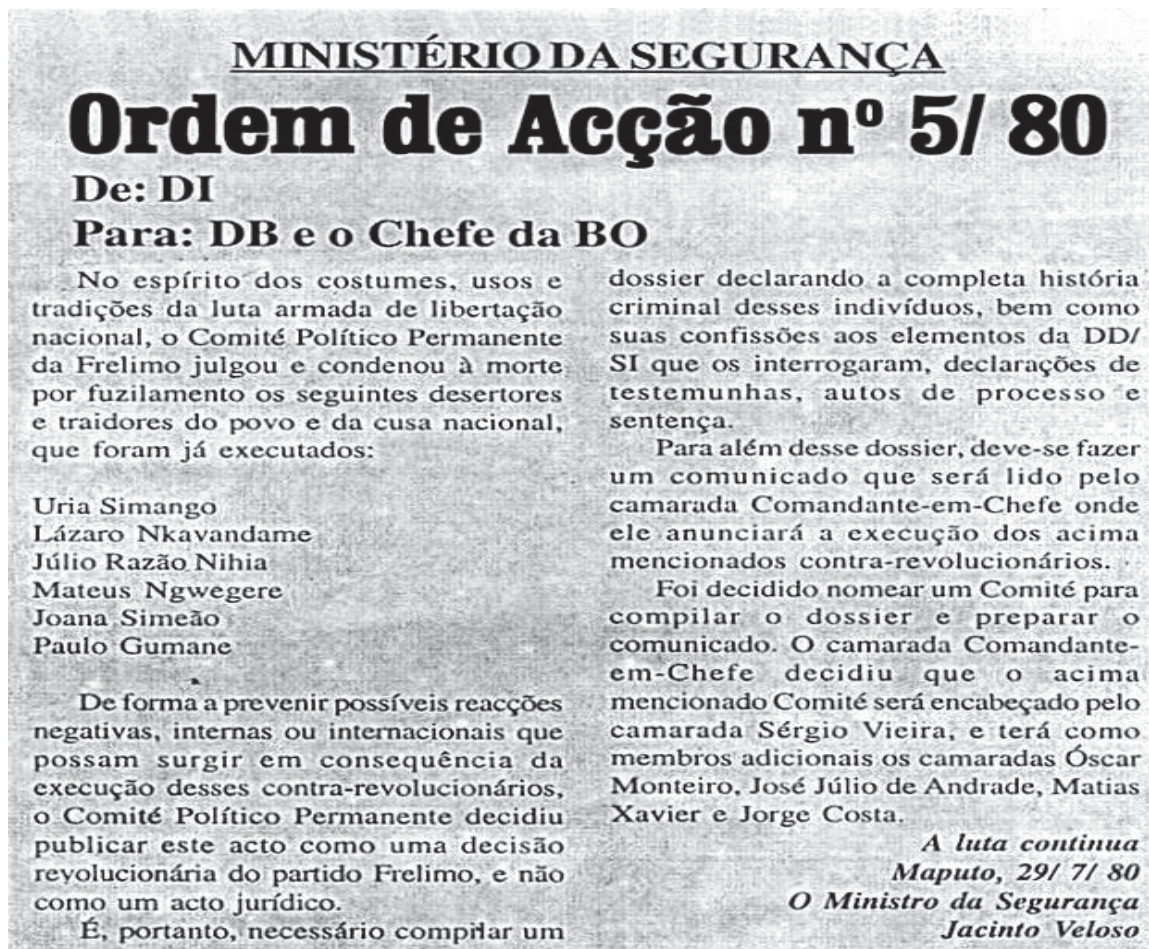 MINISTÉRIO DA SEGURANÇA
Ordem de Acção nº 5/ 80
De: DI
Para: DB e o Chefe da BO
No espírito dos costumes, usos e
tradições da luta armada de libertação
nacional, o Comité Político Permanente
da Frelimo julgou e condenou à morte
por fuzilamento os seguintes desertores
e traidores do povo e da cusa nacional,
que foram já executados:
Uria Simango
Lázaro Nkavandame
Júlio Razão Nihia
Mateus Ngwegere
Joana Simeão
Paulo Gumane
De forma a prevenir possíveis reacções
negativas, internas ou internacionais que
possam surgir em consequência da
execução desses contra-revolucionários,
o Comité Político Permanente decidiu
publicar este acto como uma decisão
revolucionária do partido Frelimo, e não
como um acto jurídico.
É, portanto, necessário compilar um
dossier declarando a completa história
criminal desses indivíduos, bem como
suas confissões aos elementos da DD/
SI que os interrogaram, declarações de
testemunhas, autos de processo e
sentença.
Para além desse dossier, deve-se fazer
um comunicado que será lido pelo
camarada Comandante-em-Chefe onde
ele anunciará a execução dos acima
mencionados contra-revolucionários.
Foi decidido nomear um Comité para
compilar o dossier e preparar o
comunicado. O camarada Comandante-
em-Chefe decidiu que o acima
mencionado Comité será encabeçado pelo
camarada Sérgio Vieira, e terá como
membros adicionais os camaradas Óscar
Monteiro, José Júlio de Andrade, Matias
Xavier e Jorge Costa.
A luta continua
Maputo, 29/ 7/ 80
O Ministro da Segurança
Jacinto Veloso